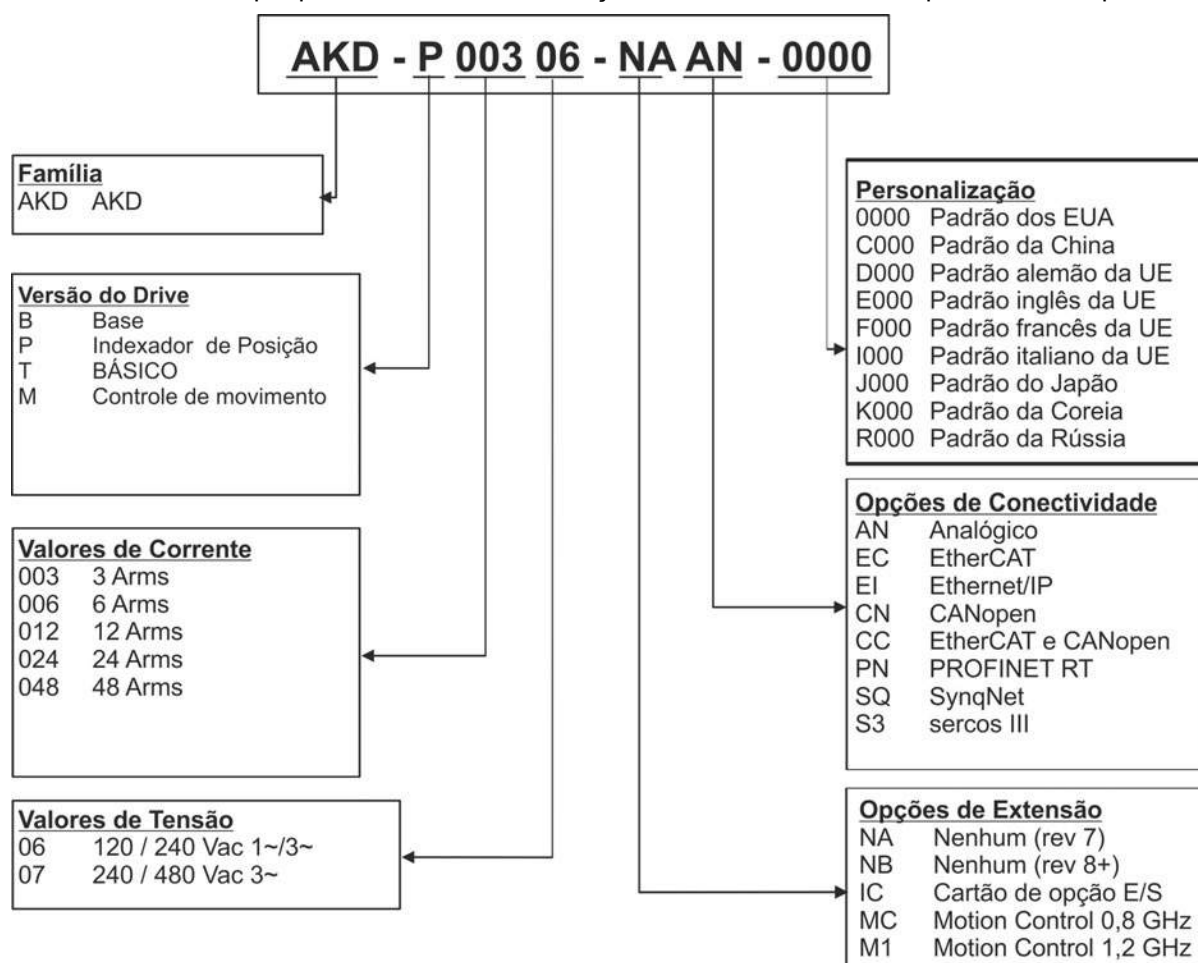 AKD - P 003 06 - NA AN - 0000
Família
AKD AKD
Versão do Drive
B Base
P Indexador de Posição
T BÁSICO
M Controle de movimento
Valores de Corrente
003 3 Arms
006 6 Arms
012 12 Arms
024 24 Arms
048 48 Arms
Valores de Tensão
06 120 / 240 Vac 1~/3~
07 240 / 480 Vac 3~
Personalização
0000 Padrão dos EUA
C000 Padrão da China
D000 Padrão alemão da UE
E000 Padrão inglês da UE
F000 Padrão francês da UE
I000 Padrão italiano da UE
J000 Padrão do Japão
K000 Padrão da Coreia
R000 Padrão da Rússia
Opções de Conectividade
AN Analógico
EC EtherCAT
EI Ethernet/IP
CN CANopen
CC EtherCAT e CANopen
PN PROFINET RT
SQ SynqNet
S3 sercos III
Opções de Extensão
NA Nenhum (rev 7)
NB Nenhum (rev 8+)
IC Cartão de opção E/S
MC Motion Control 0,8 GHz
M1 Motion Control 1,2 GHz